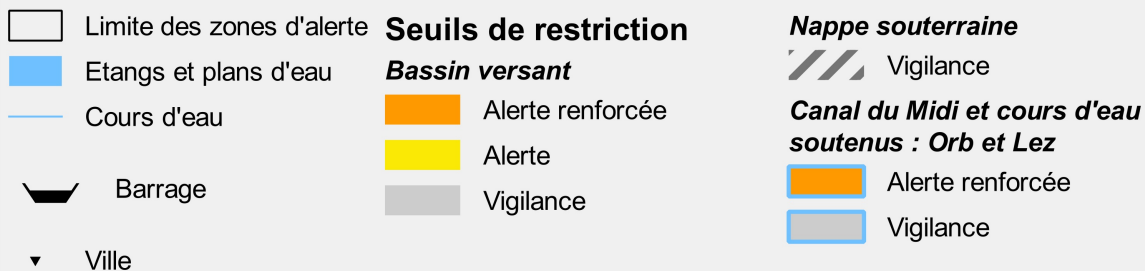 Limite des zones d'alerte
Etangs et plans d'eau
Cours d'eau
Barrage
Ville
Seuils de restriction
Bassin versant
Alerte renforcée
Alerte
Vigilance
Nappe souterraine
Vigilance
Canal du Midi et cours d'eau
soutenus : Orb et Lez
Alerte renforcée
Vigilance